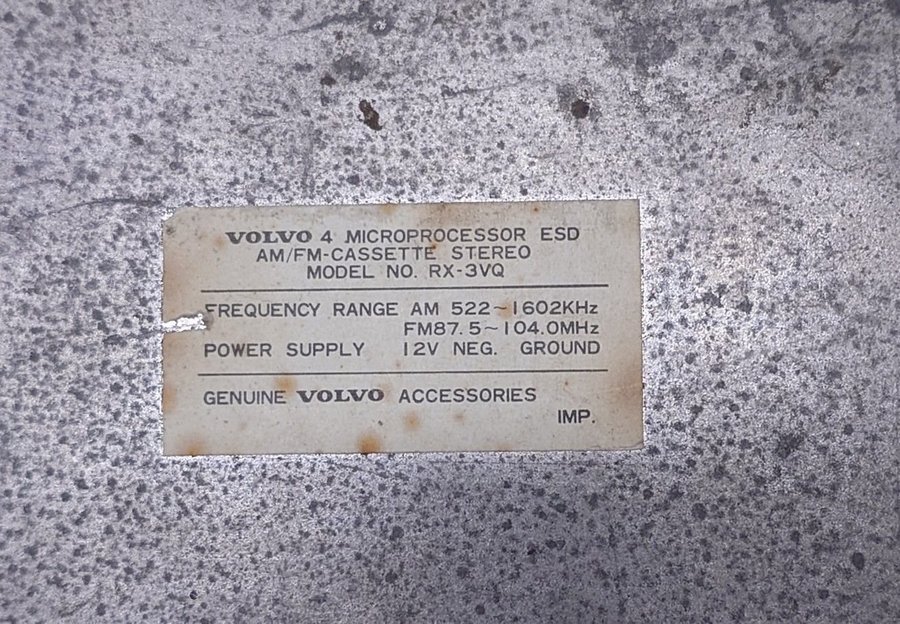 VOLVO 4 MICROPROCESSOR ESD
AM/FM-CASSETTE STEREO
MODEL NO. RX-3VQ
FREQUENCY RANGE AM 522~1602KHz
FM87.5~104.0MHz
POWER SUPPLY 12V NEG. GROUND
GENUINE VOLVO ACCESSORIES
IMP.